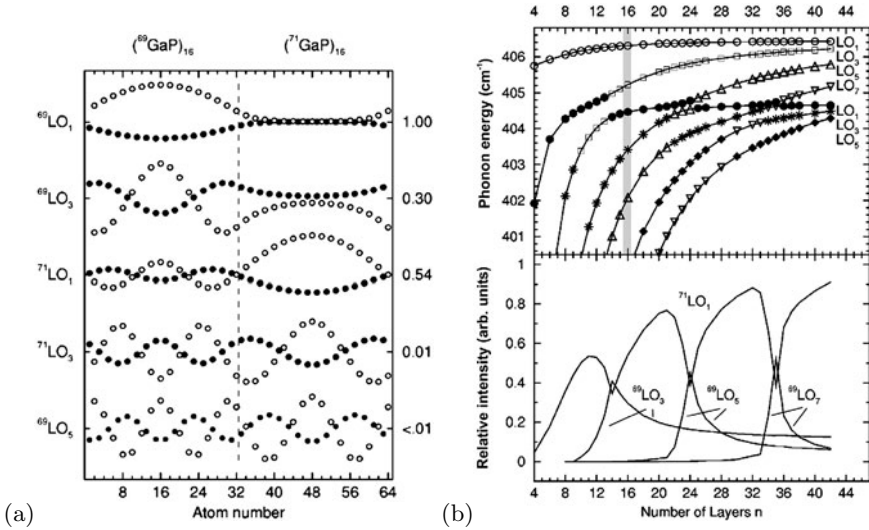 (⁶⁹GaP)₁₆ (⁷¹GaP)₁₆
⁶⁹LO₁ 1.00
⁶⁹LO₃ 0.30
⁷¹LO₁ 0.54
⁷¹LO₃ 0.01
⁶⁹LO₅ <.01
8 16 24 32 40 48 56 64
Atom number
(a)
4 8 12 16 20 24 28 32 36 40 44
Phonon energy (cm⁻¹)
406
405
404
403
402
401
LO₁
LO₃
LO₅
LO₇
LO₁
LO₃
LO₅
Relative intensity (arb. units)
1
0.8
0.6
0.4
0.2
0
⁷¹LO₁
⁶⁹LO₃
⁶⁹LO₅
⁶⁹LO₇
4 8 12 16 20 24 28 32 36 40 44
Number of Layers n
(b)